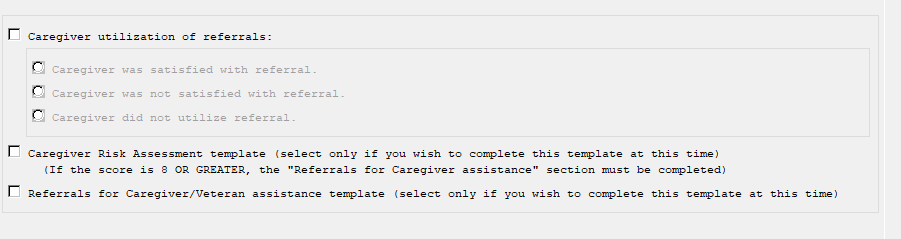 Caregiver utilization of referrals:
Caregiver was satisfied with referral.
Caregiver was not satisfied with referral.
Caregiver did not utilize referral.
Caregiver Risk Assessment template (select only if you wish to complete this template at this time)
(If the score is 8 OR GREATER, the "Referrals for Caregiver assistance" section must be completed)
Referrals for Caregiver/Veteran assistance template (select only if you wish to complete this template at this time)